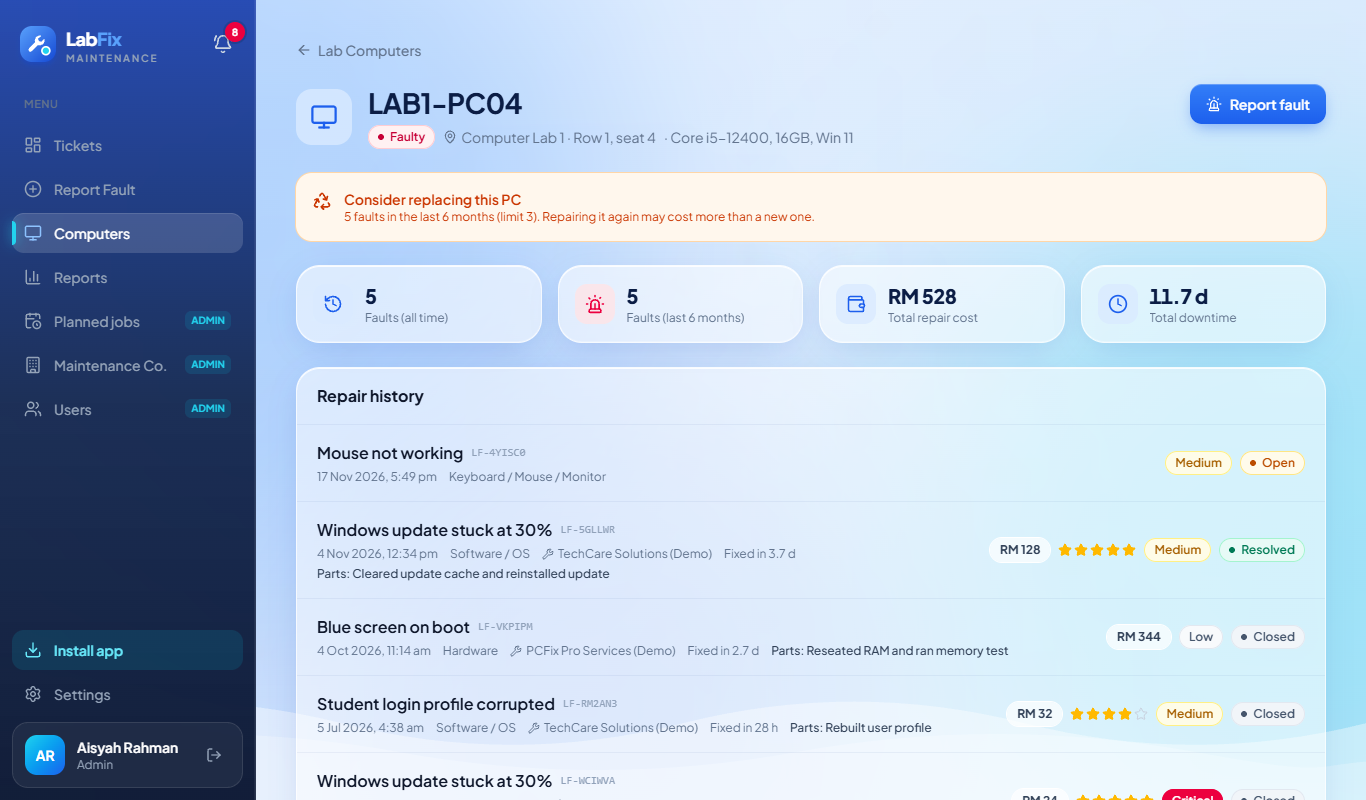 LabFix
MAINTENANCE
8
MENU
Tickets
Report Fault
Computers
Reports
Planned jobs ADMIN
Maintenance Co. ADMIN
Users ADMIN
Install app
Settings
AR
Aisyah Rahman
Admin
Lab Computers
LAB1-PC04
Faulty
Computer Lab 1 · Row 1, seat 4 · Core i5-12400, 16GB, Win 11
Report fault
Consider replacing this PC
5 faults in the last 6 months (limit 3). Repairing it again may cost more than a new one.
5
Faults (all time)
5
Faults (last 6 months)
RM 528
Total repair cost
11.7 d
Total downtime
Repair history
Mouse not working LF-4YISC0
17 Nov 2026, 5:49 pm Keyboard / Mouse / Monitor
Medium Open
Windows update stuck at 30% LF-5GLLWR
4 Nov 2026, 12:34 pm Software / OS TechCare Solutions (Demo) Fixed in 3.7 d
Parts: Cleared update cache and reinstalled update
RM 128 Medium Resolved
Blue screen on boot LF-VKPIPM
4 Oct 2026, 11:14 am Hardware PCFix Pro Services (Demo) Fixed in 2.7 d Parts: Reseated RAM and ran memory test
RM 344 Low Closed
Student login profile corrupted LF-RM2AN3
5 Jul 2026, 4:38 am Software / OS TechCare Solutions (Demo) Fixed in 28 h Parts: Rebuilt user profile
RM 32 Medium Closed
Windows update stuck at 30% LF-WCIWVA
RM 24 Critical Closed